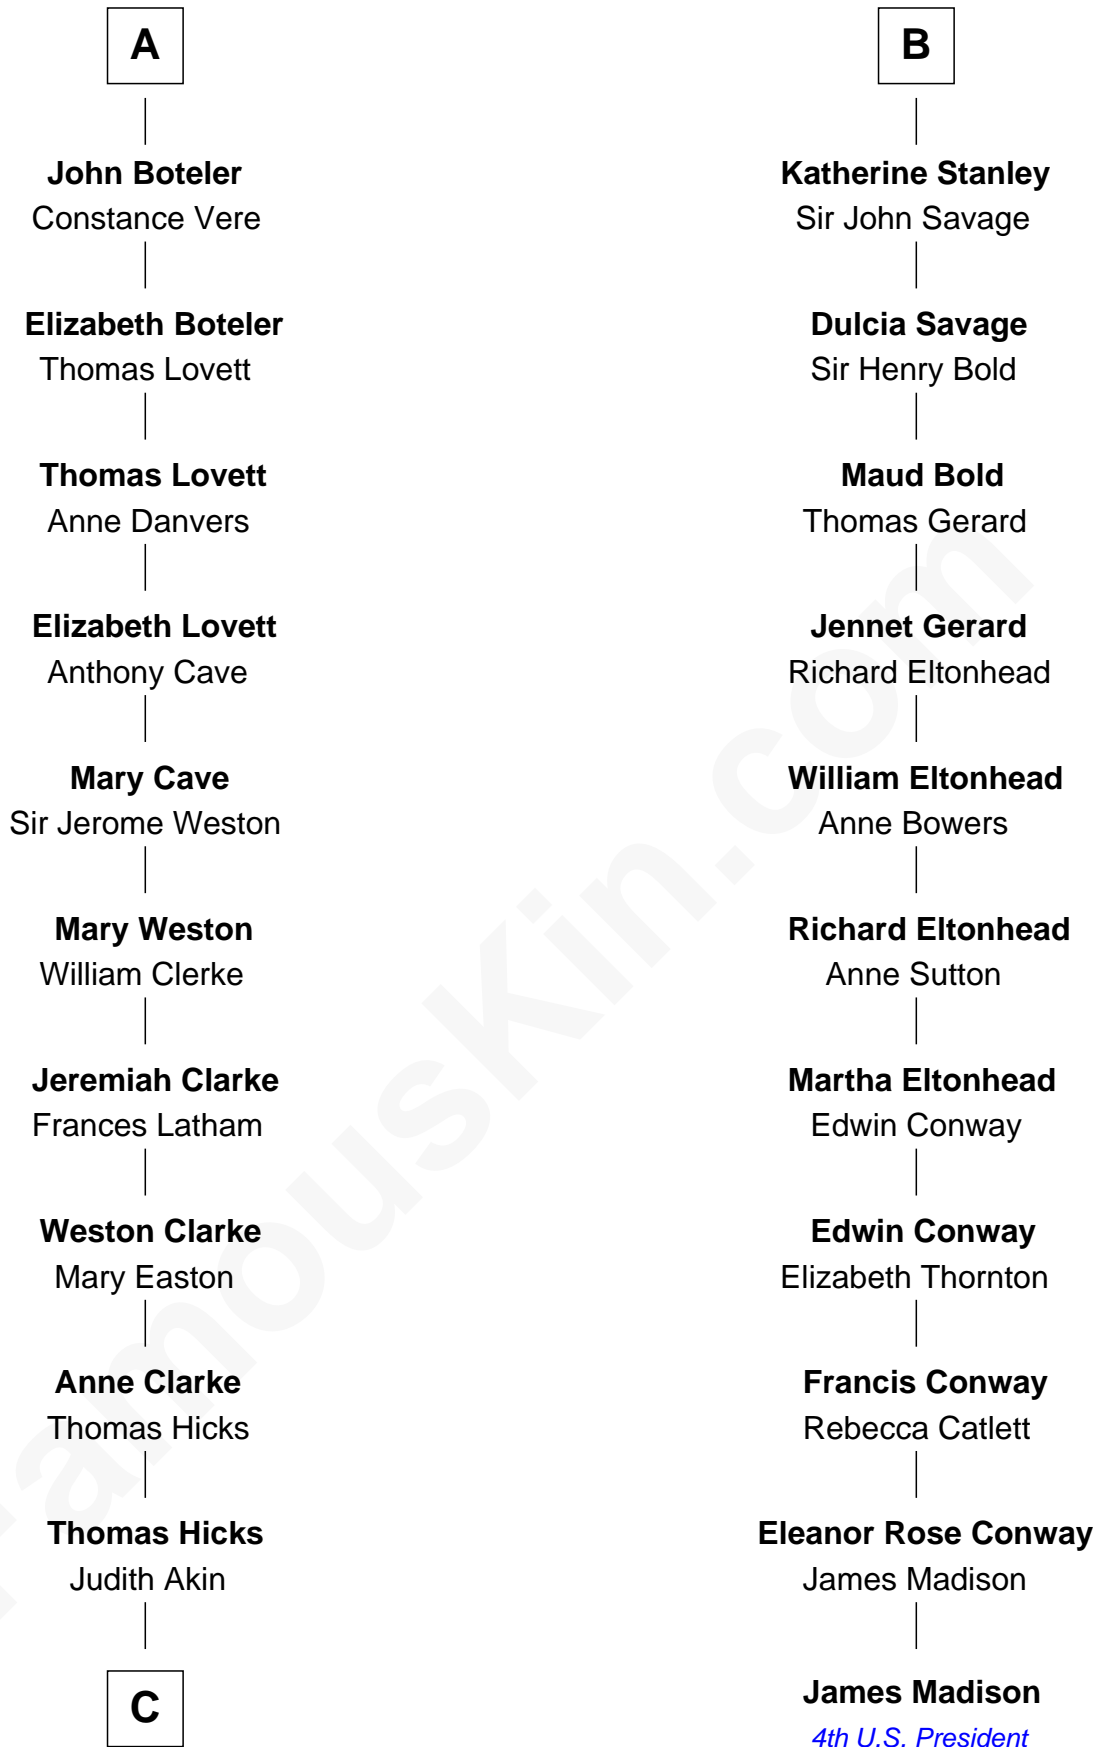 A
John Boteler
Constance Vere
Elizabeth Boteler
Thomas Lovett
Thomas Lovett
Anne Danvers
Elizabeth Lovett
Anthony Cave
Mary Cave
Sir Jerome Weston
Mary Weston
William Clerke
Jeremiah Clarke
Frances Latham
Weston Clarke
Mary Easton
Anne Clarke
Thomas Hicks
Thomas Hicks
Judith Akin
C
B
Katherine Stanley
Sir John Savage
Dulcia Savage
Sir Henry Bold
Maud Bold
Thomas Gerard
Jennet Gerard
Richard Eltonhead
William Eltonhead
Anne Bowers
Richard Eltonhead
Anne Sutton
Martha Eltonhead
Edwin Conway
Edwin Conway
Elizabeth Thornton
Francis Conway
Rebecca Catlett
Eleanor Rose Conway
James Madison
James Madison
4th U.S. President
FamousKin.com